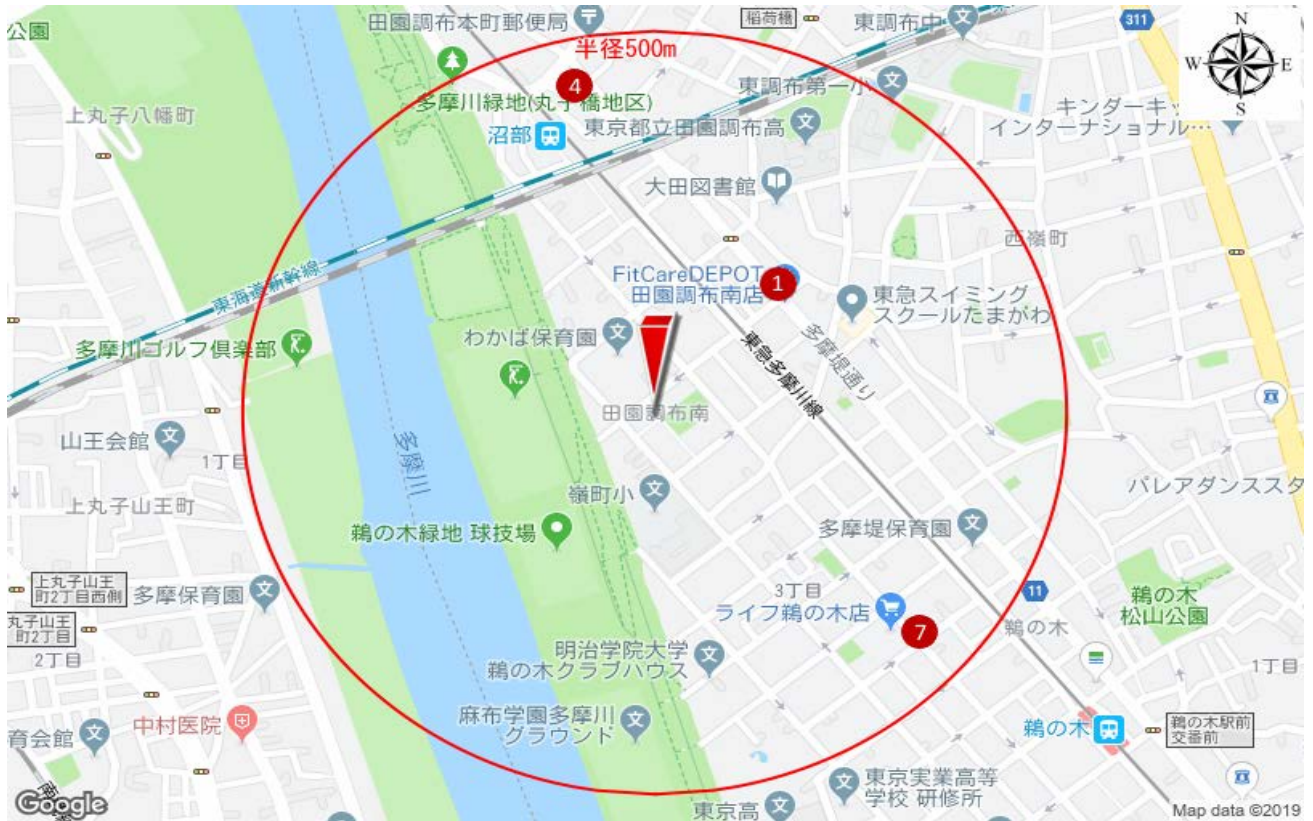 公園
田園調布本町郵便局
稲荷橋
東調布中
311
N
W
E
S
半径500m
4
東調布第一小
上丸子八幡町
多摩川緑地(丸子橋地区)
沼部
東京都立田園調布高
キンダーキッ
インターナショナル…
大田図書館
西嶺町
東海道新幹線
FitCareDEPOT
田園調布南店
1
東急スイミング
スクールたまがわ
多摩川ゴルフ倶楽部
わかば保育園
多摩堤通り
東急多摩川線
田園調布南
山王会館
1丁目
多摩川
上丸子山王町
嶺町小
パレアダンススタ
鵜の木緑地 球技場
多摩堤保育園
上丸子山王
町2丁目西側
多摩保育園
3丁目
11
鵜の木
松山公園
丸子山王
町2丁目
ライフ鵜の木店
7
鵜の木
2丁目
明治学院大学
鵜の木クラブハウス
1丁目
中村医院
麻布学園多摩川
グラウンド
育会館
鵜の木
鵜の木駅前
交番前
東京実業高等
学校 研修所
東京高
Google
Map data ©2019